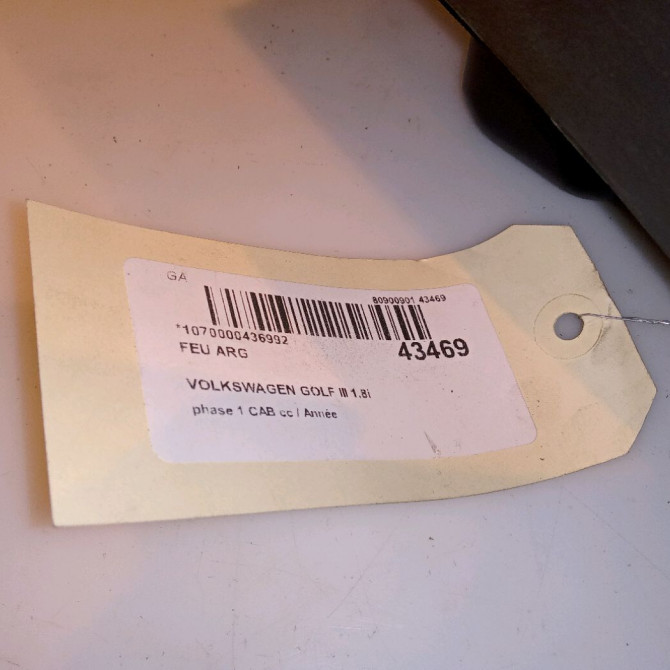 GA
80900901 43469
*1070000436992
FEU ARG
43469
VOLKSWAGEN GOLF III 1.8i
phase 1 CAB cc / Année